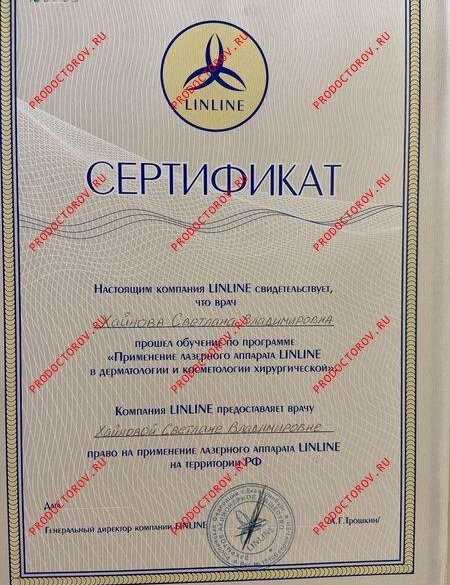 LINLINE
СЕРТИФИКАТ
Настоящим компания LINLINE свидетельствует,
что врач
Хайнова Светлана Владимировна
прошел обучение по программе
«Применение лазерного аппарата LINLINE
в дерматологии и косметологии хирургической»
Компания LINLINE предоставляет врачу
Хайновой Светлане Владимировне
право на применение лазерного аппарата LINLINE
на территории РФ
Дата
Генеральный директор компании LINLINE /А.Г.Трошкин/
PRODOCTOROV.RU